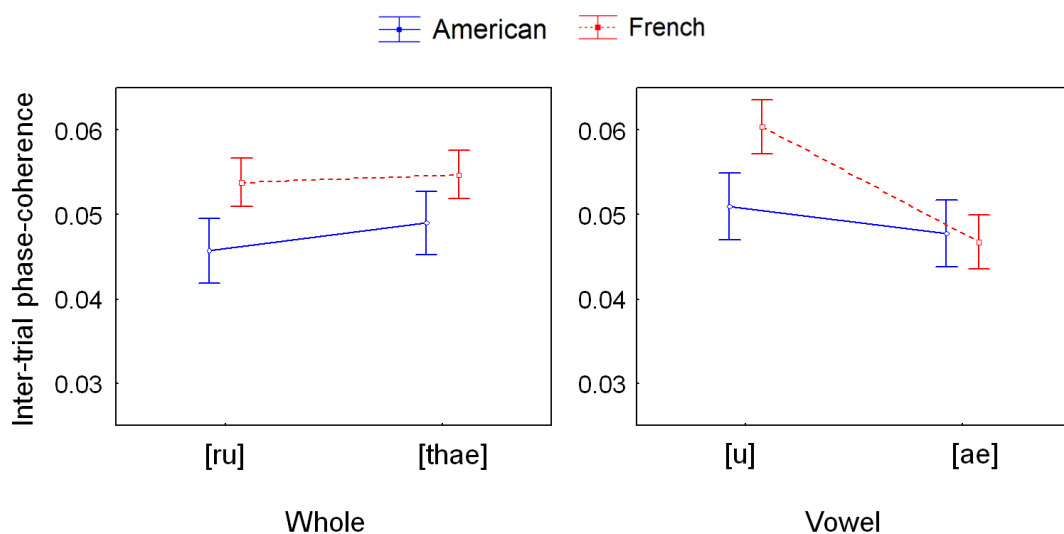 American French
Inter-trial phase-coherence
0.06
0.05
0.04
0.03
[ru] [thae]
Whole
0.06
0.05
0.04
0.03
[u] [ae]
Vowel